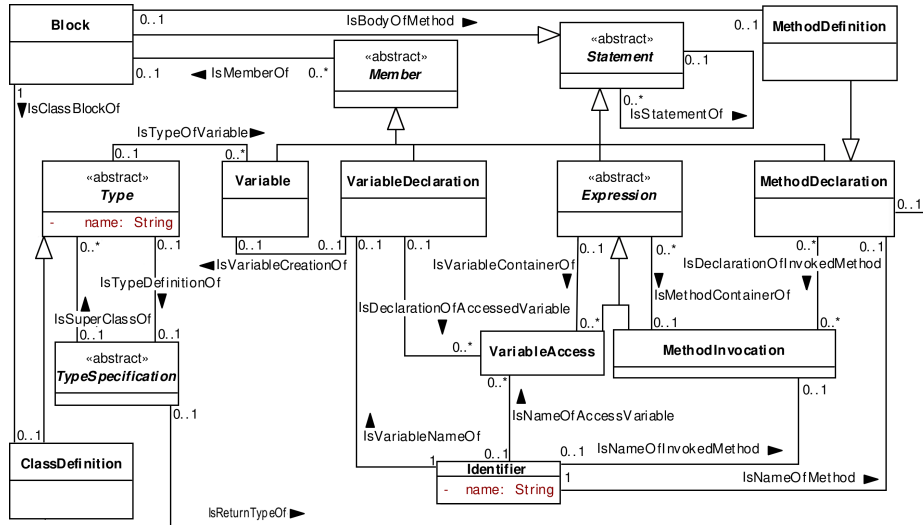 Block
0..1
IsBodyOfMethod
0..1
MethodDefinition
«abstract»
Statement
0..1
0..*
IsStatementOf
«abstract»
Member
0..1
IsMemberOf
0..*
1
IsClassBlockOf
IsTypeOfVariable
0..1
0..*
«abstract»
Type
- name: String
Variable
VariableDeclaration
«abstract»
Expression
MethodDeclaration
0..1
0..*
0..1
0..1
0..1
IsVariableCreationOf
0..1
0..1
0..1
0..*
0..*
0..1
IsTypeDefinitionOf
IsVariableContainerOf
IsDeclarationOfInvokedMethod
IsMethodContainerOf
IsDeclarationOfAccessedVariable
IsSuperClassOf
0..1
0..1
0..*
0..1
0..*
«abstract»
TypeSpecification
0..*
VariableAccess
MethodInvocation
0..*
0..1
0..1
IsNameOfAccessVariable
0..1
IsVariableNameOf
ClassDefinition
1
0..1
0..1
IsNameOfInvokedMethod
Identifier
- name: String
1
IsNameOfMethod
IsReturnTypeOf